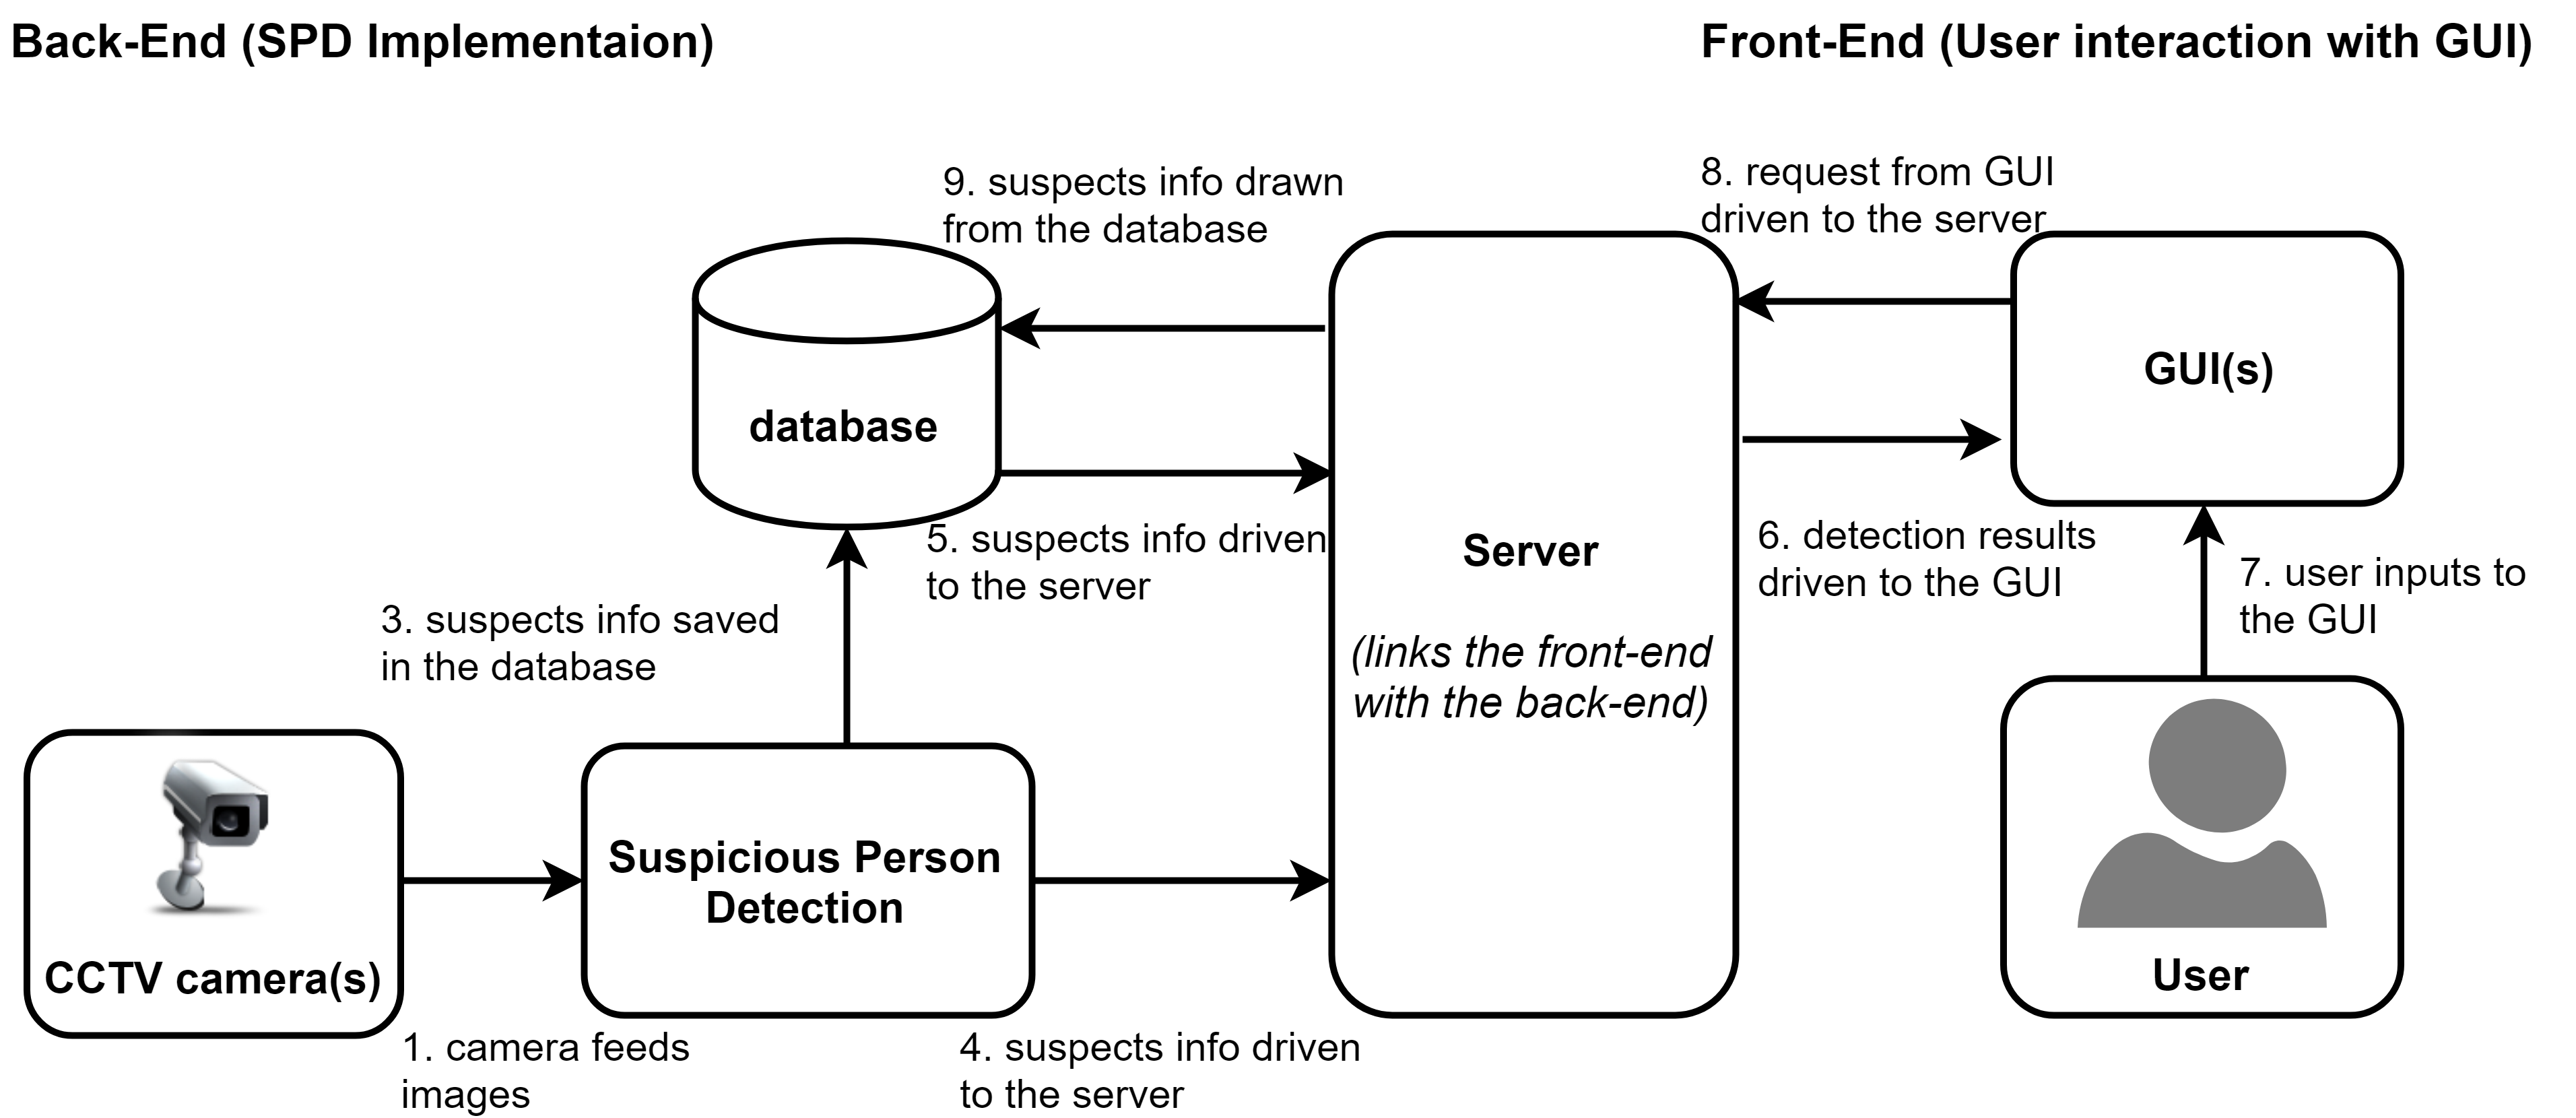 Back-End (SPD Implementaion)
Front-End (User interaction with GUI)
9. suspects info drawn
from the database
8. request from GUI
driven to the server
database
GUI(s)
5. suspects info driven
to the server
Server
(links the front-end
with the back-end)
6. detection results
driven to the GUI
7. user inputs to
the GUI
3. suspects info saved
in the database
CCTV camera(s)
Suspicious Person
Detection
User
1. camera feeds
images
4. suspects info driven
to the server